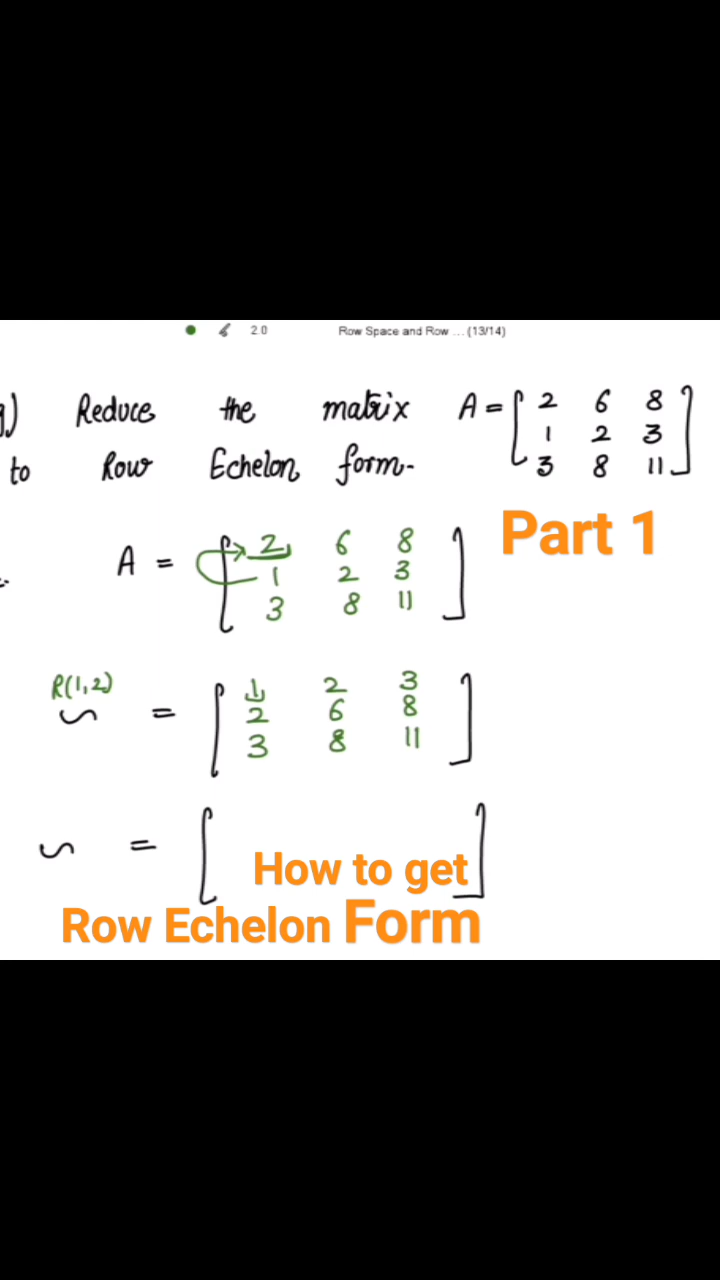 2.0 Row Space and Row ... (13/14)
g) Reduce the matrix A = [ 2 6 8
1 2 3
to Row Echelon form. 3 8 11 ]
Part 1
A = [ 2 6 8
1 2 3
3 8 11 ]
R(1,2)
~ = [ 1 2 3
2 6 8
3 8 11 ]
~ = [ ]
How to get
Row Echelon Form